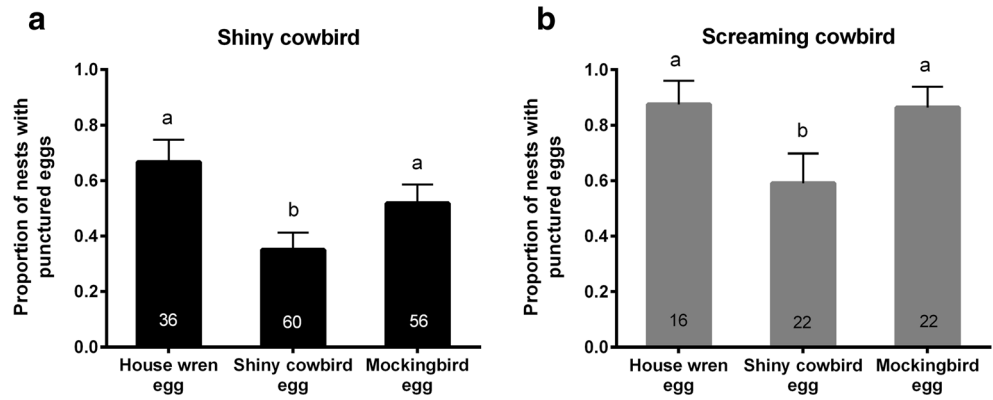 a
Shiny cowbird
Proportion of nests with
punctured eggs
1.0
0.8
0.6
0.4
0.2
0.0
a
b
a
36
60
56
House wren
egg
Shiny cowbird
egg
Mockingbird
egg
b
Screaming cowbird
Proportion of nests with
punctured eggs
1.0
0.8
0.6
0.4
0.2
0.0
a
b
a
16
22
22
House wren
egg
Shiny cowbird
egg
Mockingbird
egg